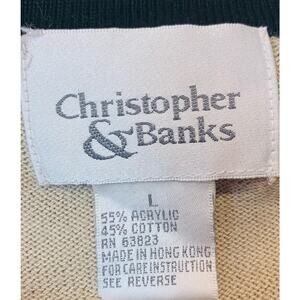 Christopher
& Banks
L
55% ACRYLIC
45% COTTON
RN 63823
MADE IN HONG KONG
FOR CARE INSTRUCTION
SEE REVERSE